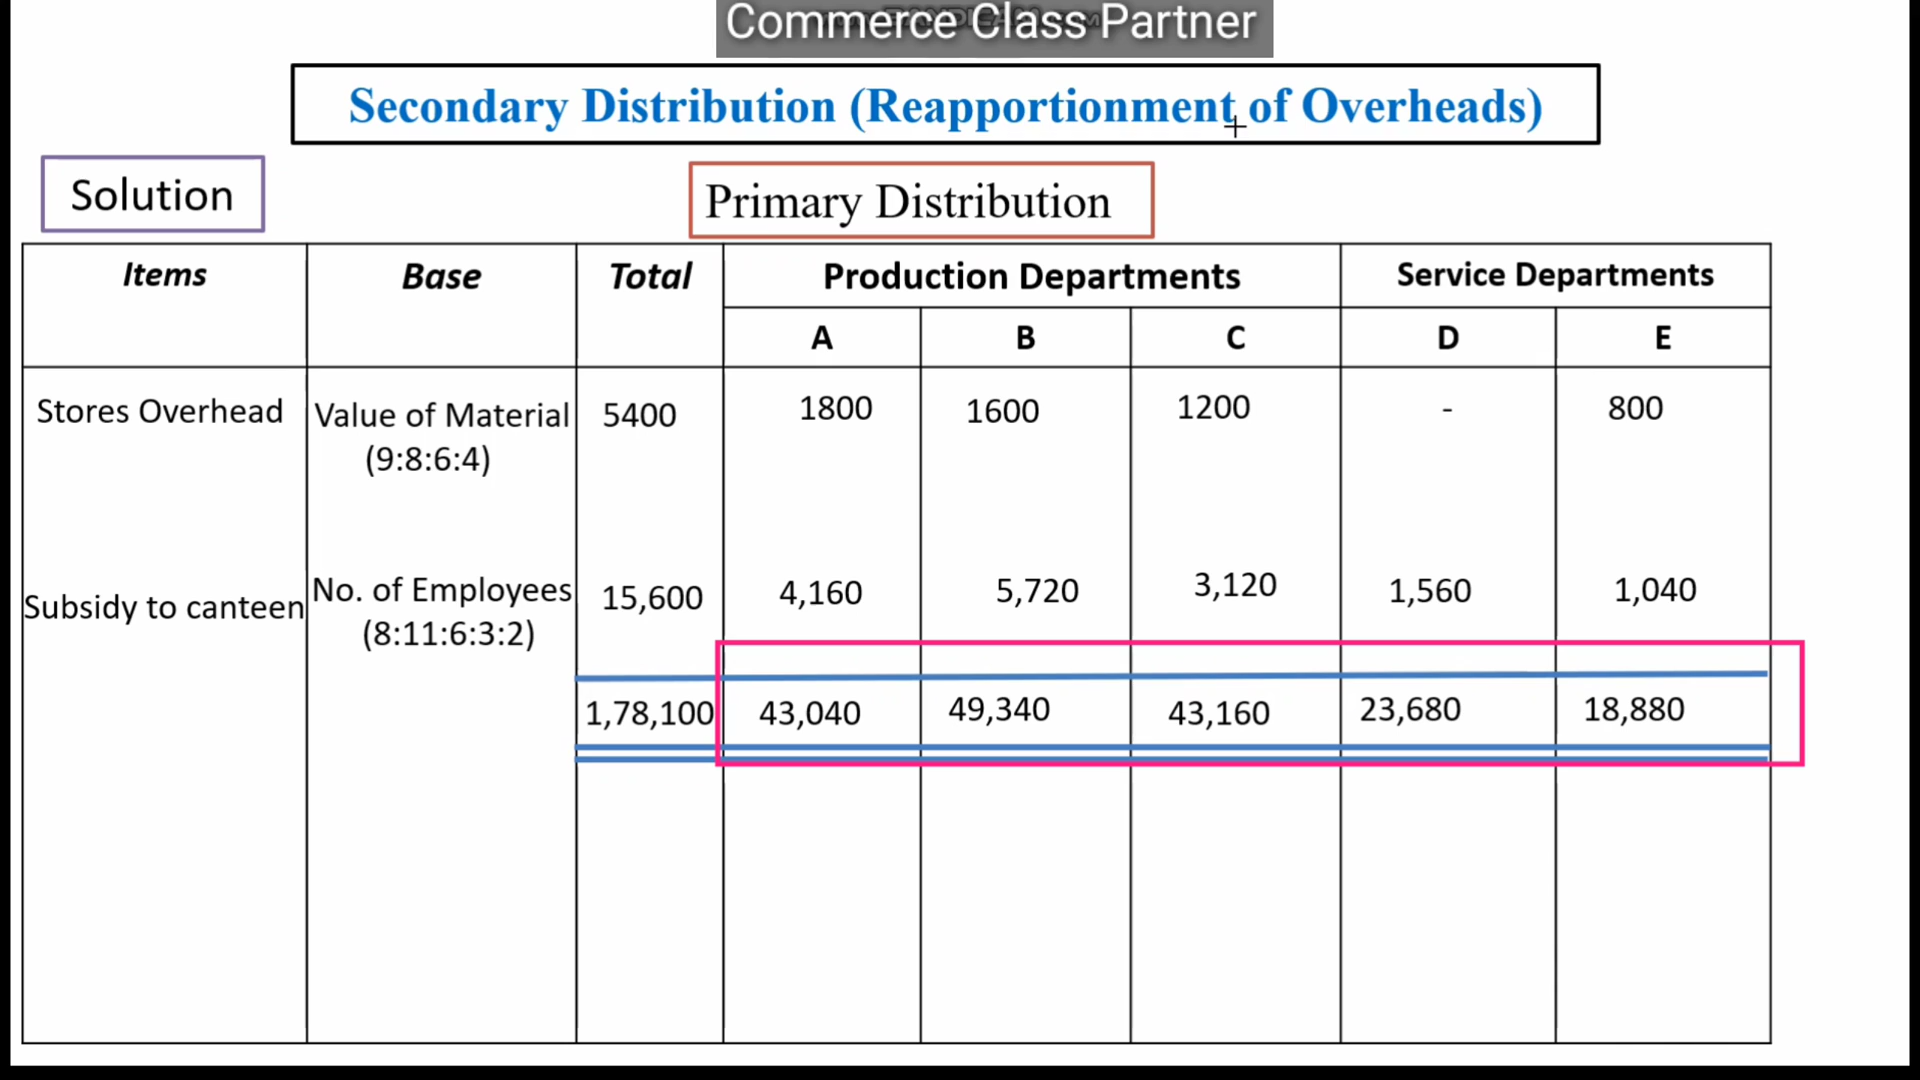 Commerce Class Partner
Secondary Distribution (Reapportionment of Overheads)
Solution
Primary Distribution
Items Base Total Production Departments Service Departments
A B C D E
Stores Overhead Value of Material 5400 1800 1600 1200 - 800
(9:8:6:4)
Subsidy to canteen No. of Employees 15,600 4,160 5,720 3,120 1,560 1,040
(8:11:6:3:2)
1,78,100 43,040 49,340 43,160 23,680 18,880